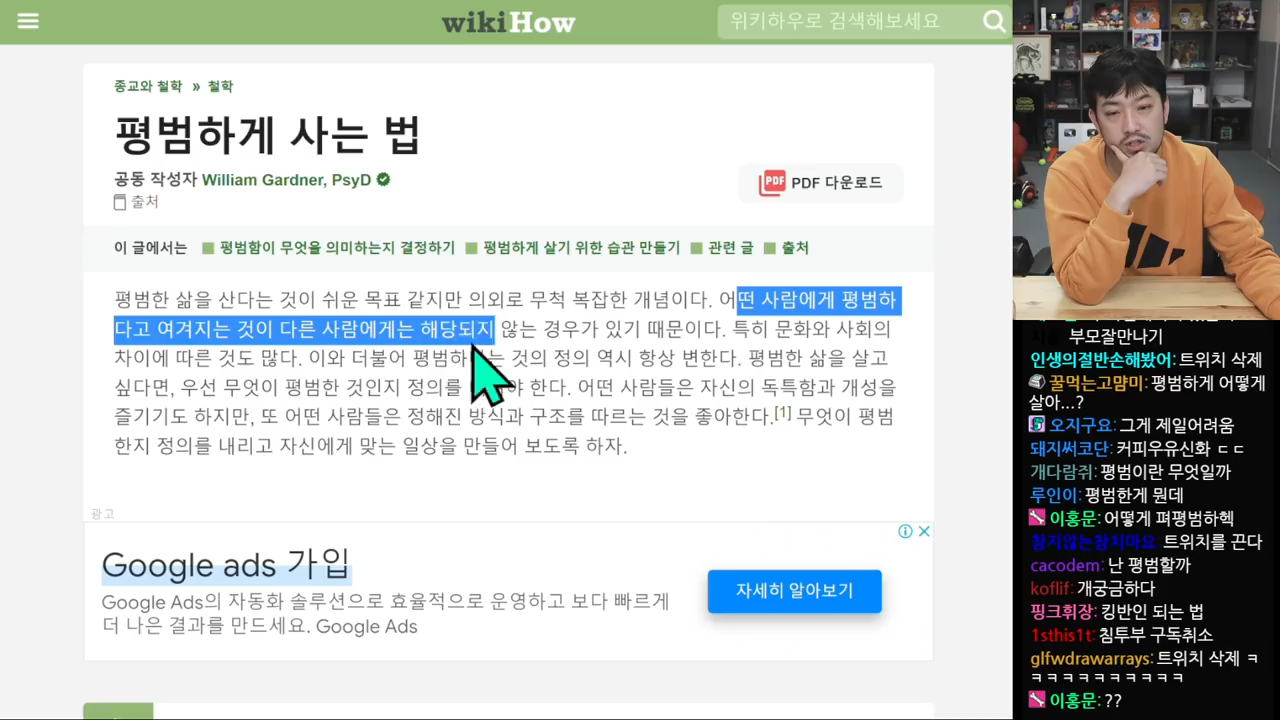 wikiHow
위키하우로 검색해보세요
종교와 철학 » 철학
평범하게 사는 법
공동 작성자 William Gardner, PsyD
출처
PDF
PDF 다운로드
이 글에서는 평범함이 무엇을 의미하는지 결정하기 평범하게 살기 위한 습관 만들기 관련 글 출처
평범한 삶을 산다는 것이 쉬운 목표 같지만 의외로 무척 복잡한 개념이다. 어떤 사람에게 평범하
다고 여겨지는 것이 다른 사람에게는 해당되지 않는 경우가 있기 때문이다. 특히 문화와 사회의
차이에 따른 것도 많다. 이와 더불어 것의 정의 역시 항상 변한다. 평범한 삶을 살고
싶다면, 우선 무엇이 평범한 것인지 정의를 한다. 어떤 사람들은 자신의 독특함과 개성을
즐기기도 하지만, 또 어떤 사람들은 정해진 방식과 구조를 따르는 것을 좋아한다.[1] 무엇이 평범
한지 정의를 내리고 자신에게 맞는 일상을 만들어 보도록 하자.
광고
Google ads 가입
Google Ads의 자동화 솔루션으로 효율적으로 운영하고 보다 빠르게
더 나은 결과를 만드세요. Google Ads
자세히 알아보기
부모잘만나기
인생의절반손해봤어: 트위치 삭제
꿀먹는고먐미: 평범하게 어떻게
살아...?
오지구요: 그게 제일어려움
돼지써코단: 커피우유신화 ㄷㄷ
개다람쥐: 평범이란 무엇일까
루인이: 평범한게 뭔데
이홍문: 어떻게 펴평범하헥
참지않는참치마요: 트위치를 끈다
cacodem: 난 평범할까
koflif: 개궁금하다
핑크휘장: 킹반인 되는 법
1sthis1t: 침투부 구독취소
glfwdrawarrays: 트위치 삭제 ㅋ
ㅋㅋㅋㅋㅋㅋㅋㅋㅋㅋ
이홍문: ??